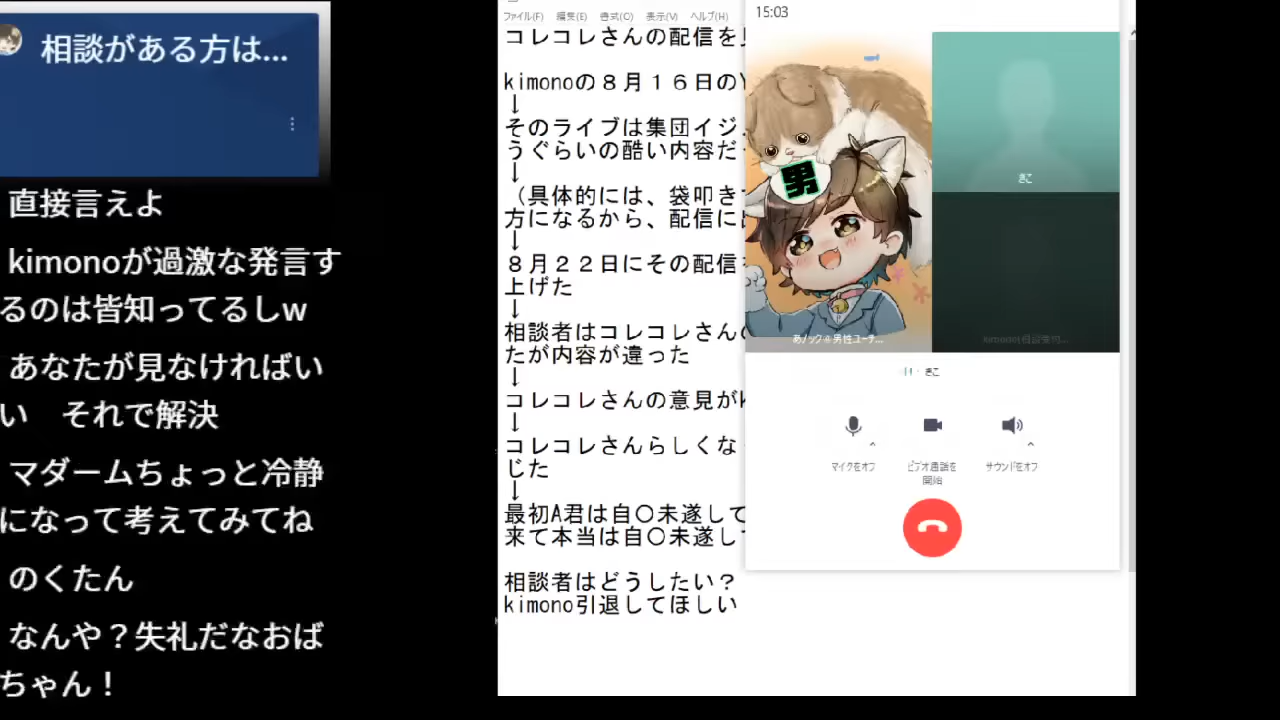 相談がある方は...
直接言えよ
kimonoが過激な発言す
るのは皆知ってるしw
あなたが見なければい
い　それで解決
マダームちょっと冷静
になって考えてみてね
のくたん
なんや？失礼だなおば
ちゃん！
ファイル(F) 編集(E) 書式(O) 表示(V) ヘルプ(H)
コレコレさんの配信を
kimonoの８月１６日の
↓
そのライブは集団イジ
うぐらいの酷い内容だ
↓
（具体的には、袋叩き
方になるから、配信に
↓
８月２２日にその配信
上げた
↓
相談者はコレコレさんの
たが内容が違った
↓
コレコレさんの意見が
↓
コレコレさんらしくな
じた
↓
最初A君は自〇未遂して
来て本当は自〇未遂し
相談者はどうしたい？
kimono引退してほしい
15:03
男
きこ
あノック@男性ユーチ...
きこ
マイクをオフ
ビデオ通話を
開始
サウンドをオフ